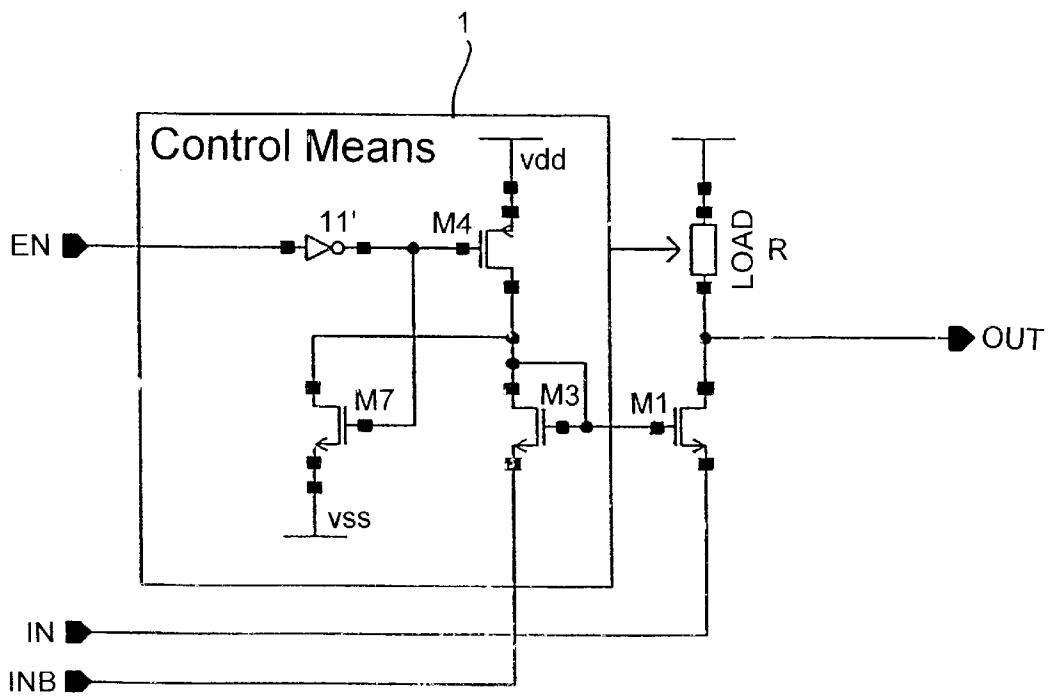 1
Control Means
vdd
11'
M4
EN
LOAD
R
OUT
M7
M3
M1
vss
IN
INB